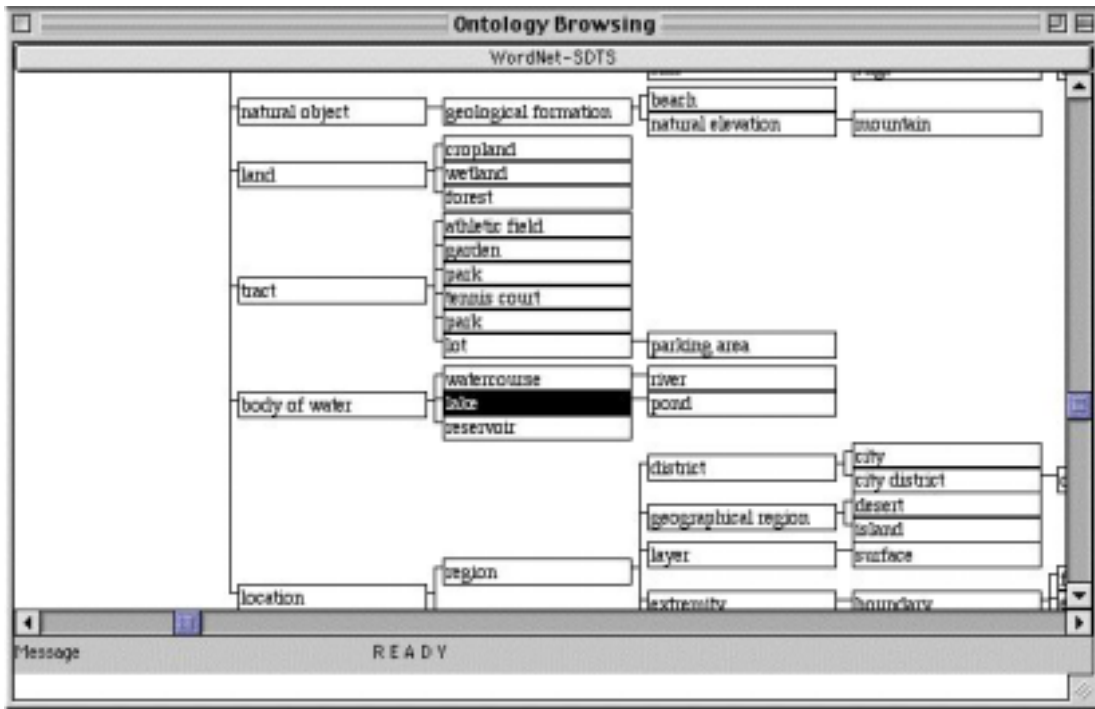 Ontology Browsing
WordNet-SDTS
natural object
geological formation
beach
natural elevation
mountain
land
cropland
wetland
forest
tract
athletic field
garden
park
tennis court
park
lot
parking area
body of water
watercourse
river
lake
pond
reservoir
district
city
city district
geographical region
desert
island
layer
surface
region
location
extremity
boundary
Message READY